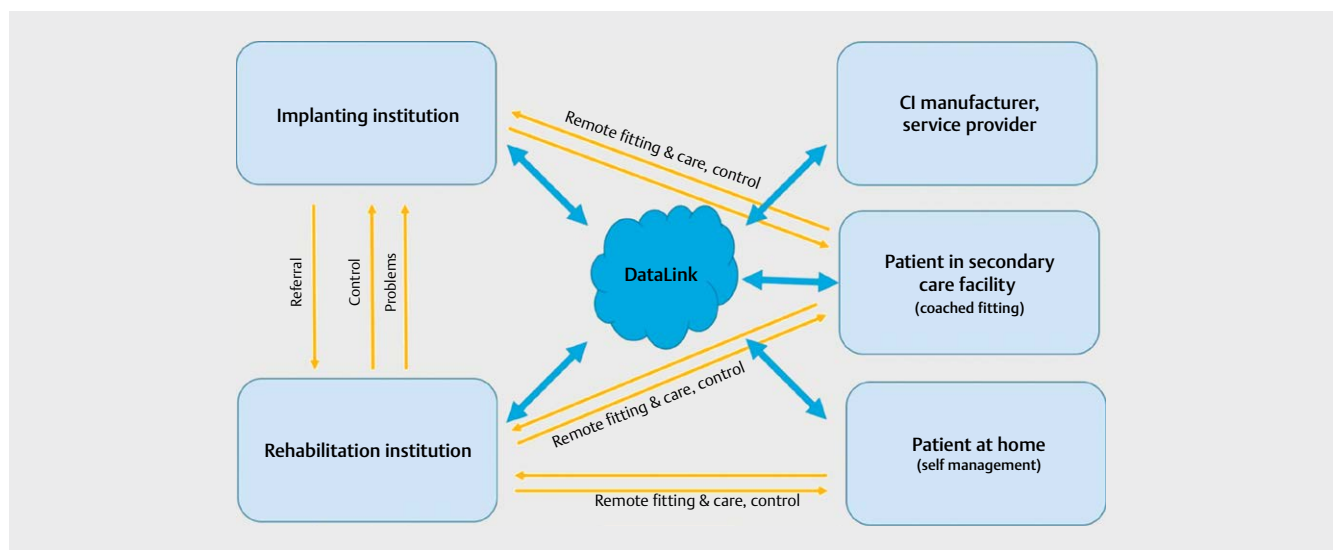 Implanting institution
CI manufacturer,
service provider
Remote fitting & care, control
DataLink
Patient in secondary
care facility
(coached fitting)
Referral
Control
Problems
Remote fitting & care, control
Rehabilitation institution
Patient at home
(self management)
Remote fitting & care, control